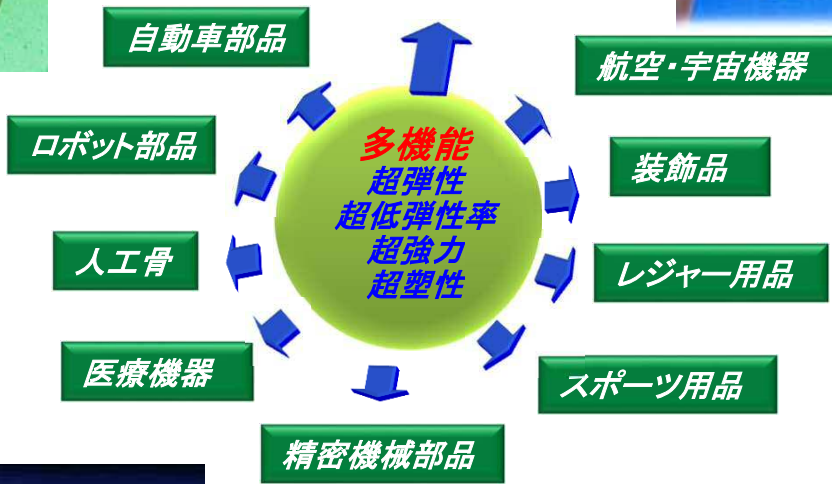 自動車部品
航空・宇宙機器
ロボット部品
装飾品
人工骨
レジャー用品
医療機器
スポーツ用品
精密機械部品
多機能
超弾性
超低弾性率
超強力
超塑性